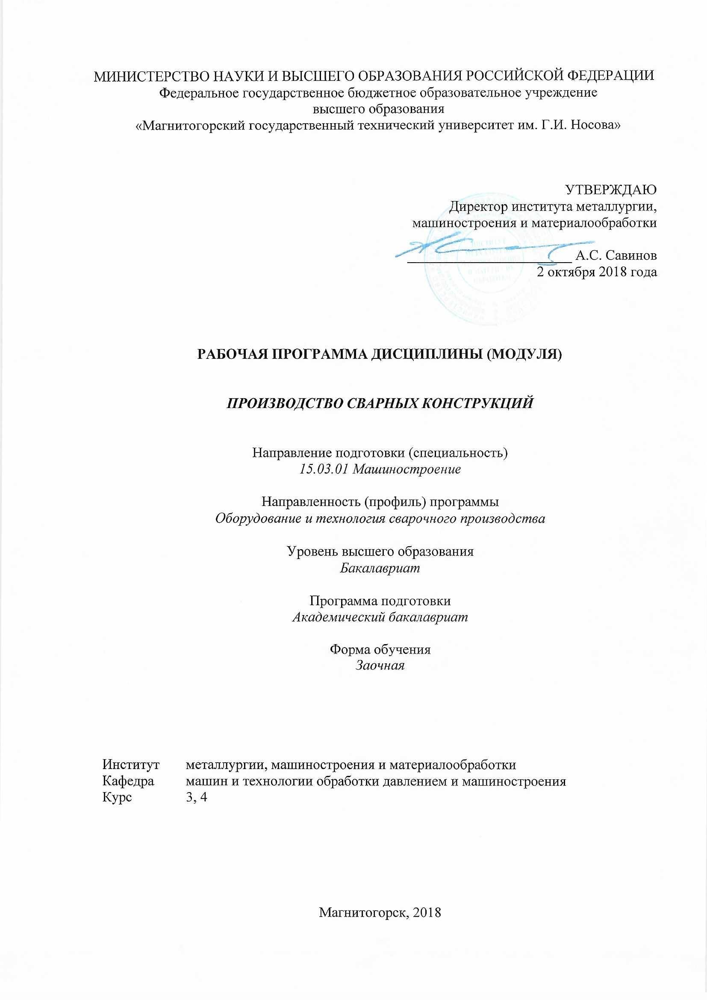 МИНИСТЕРСТВО НАУКИ И ВЫСШЕГО ОБРАЗОВАНИЯ РОССИЙСКОЙ ФЕДЕРАЦИИ
Федеральное государственное бюджетное образовательное учреждение
высшего образования
«Магнитогорский государственный технический университет им. Г.И. Носова»
УТВЕРЖДАЮ
Директор института металлургии,
машиностроения и материалообработки
А.С. Савинов
2 октября 2018 года
РАБОЧАЯ ПРОГРАММА ДИСЦИПЛИНЫ (МОДУЛЯ)
ПРОИЗВОДСТВО СВАРНЫХ КОНСТРУКЦИЙ
Направление подготовки (специальность)
15.03.01 Машиностроение
Направленность (профиль) программы
Оборудование и технология сварочного производства
Уровень высшего образования
Бакалавриат
Программа подготовки
Академический бакалавриат
Форма обучения
Заочная
Институт металлургии, машиностроения и материалообработки
Кафедра машин и технологии обработки давлением и машиностроения
Курс 3, 4
Магнитогорск, 2018